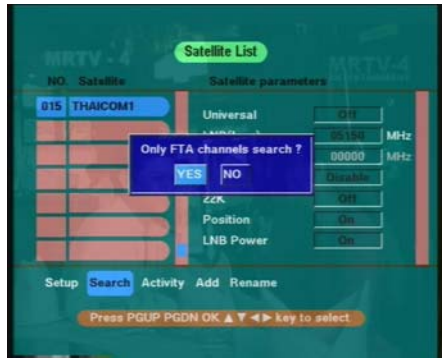 Satellite List
MRTV - 4
MRTV-4
NO. Satellite
Satellite parameters
015 THAICOM1
Universal Off
05150 MHz
Only FTA channels search ?
00000 MHz
YES NO
Disable
22K Off
Position On
LNB Power On
Setup Search Activity Add Rename
Press PGUP PGDN OK ▲ ▼ ◄ ► key to select